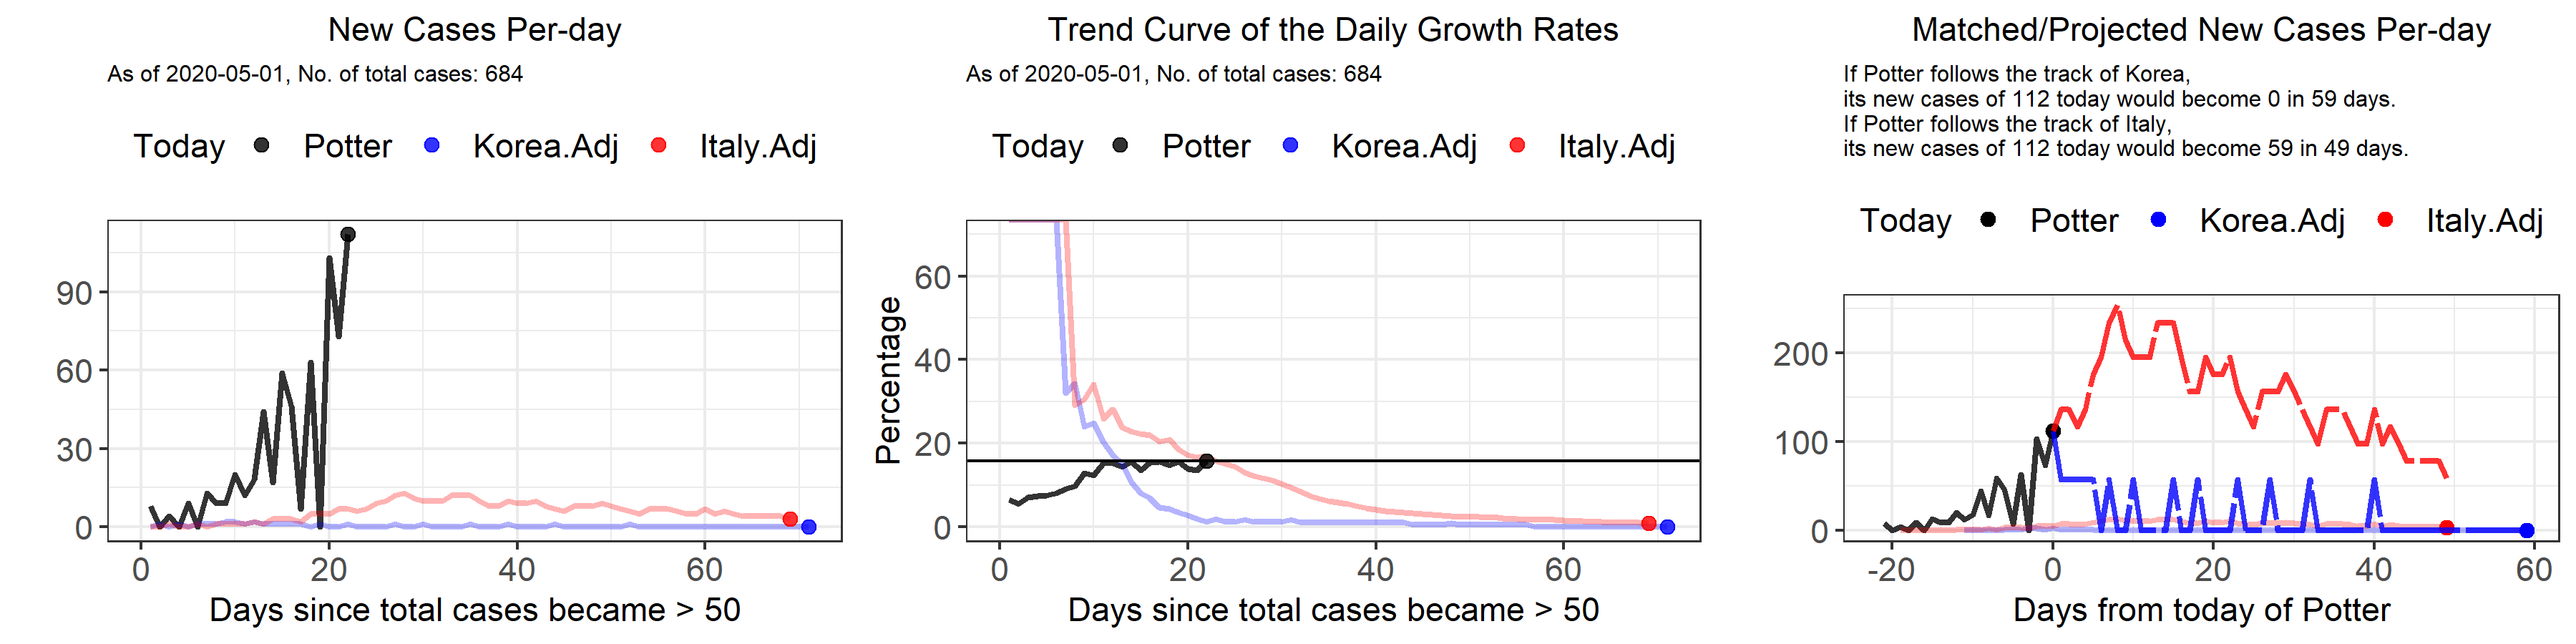 New Cases Per-day
As of 2020-05-01, No. of total cases: 684
Today Potter Korea.Adj Italy.Adj
90
60
30
0
0 20 40 60
Days since total cases became > 50
Trend Curve of the Daily Growth Rates
As of 2020-05-01, No. of total cases: 684
Today Potter Korea.Adj Italy.Adj
Percentage
60
40
20
0
0 20 40 60
Days since total cases became > 50
Matched/Projected New Cases Per-day
If Potter follows the track of Korea,
its new cases of 112 today would become 0 in 59 days.
If Potter follows the track of Italy,
its new cases of 112 today would become 59 in 49 days.
Today Potter Korea.Adj Italy.Adj
200
100
0
-20 0 20 40 60
Days from today of Potter